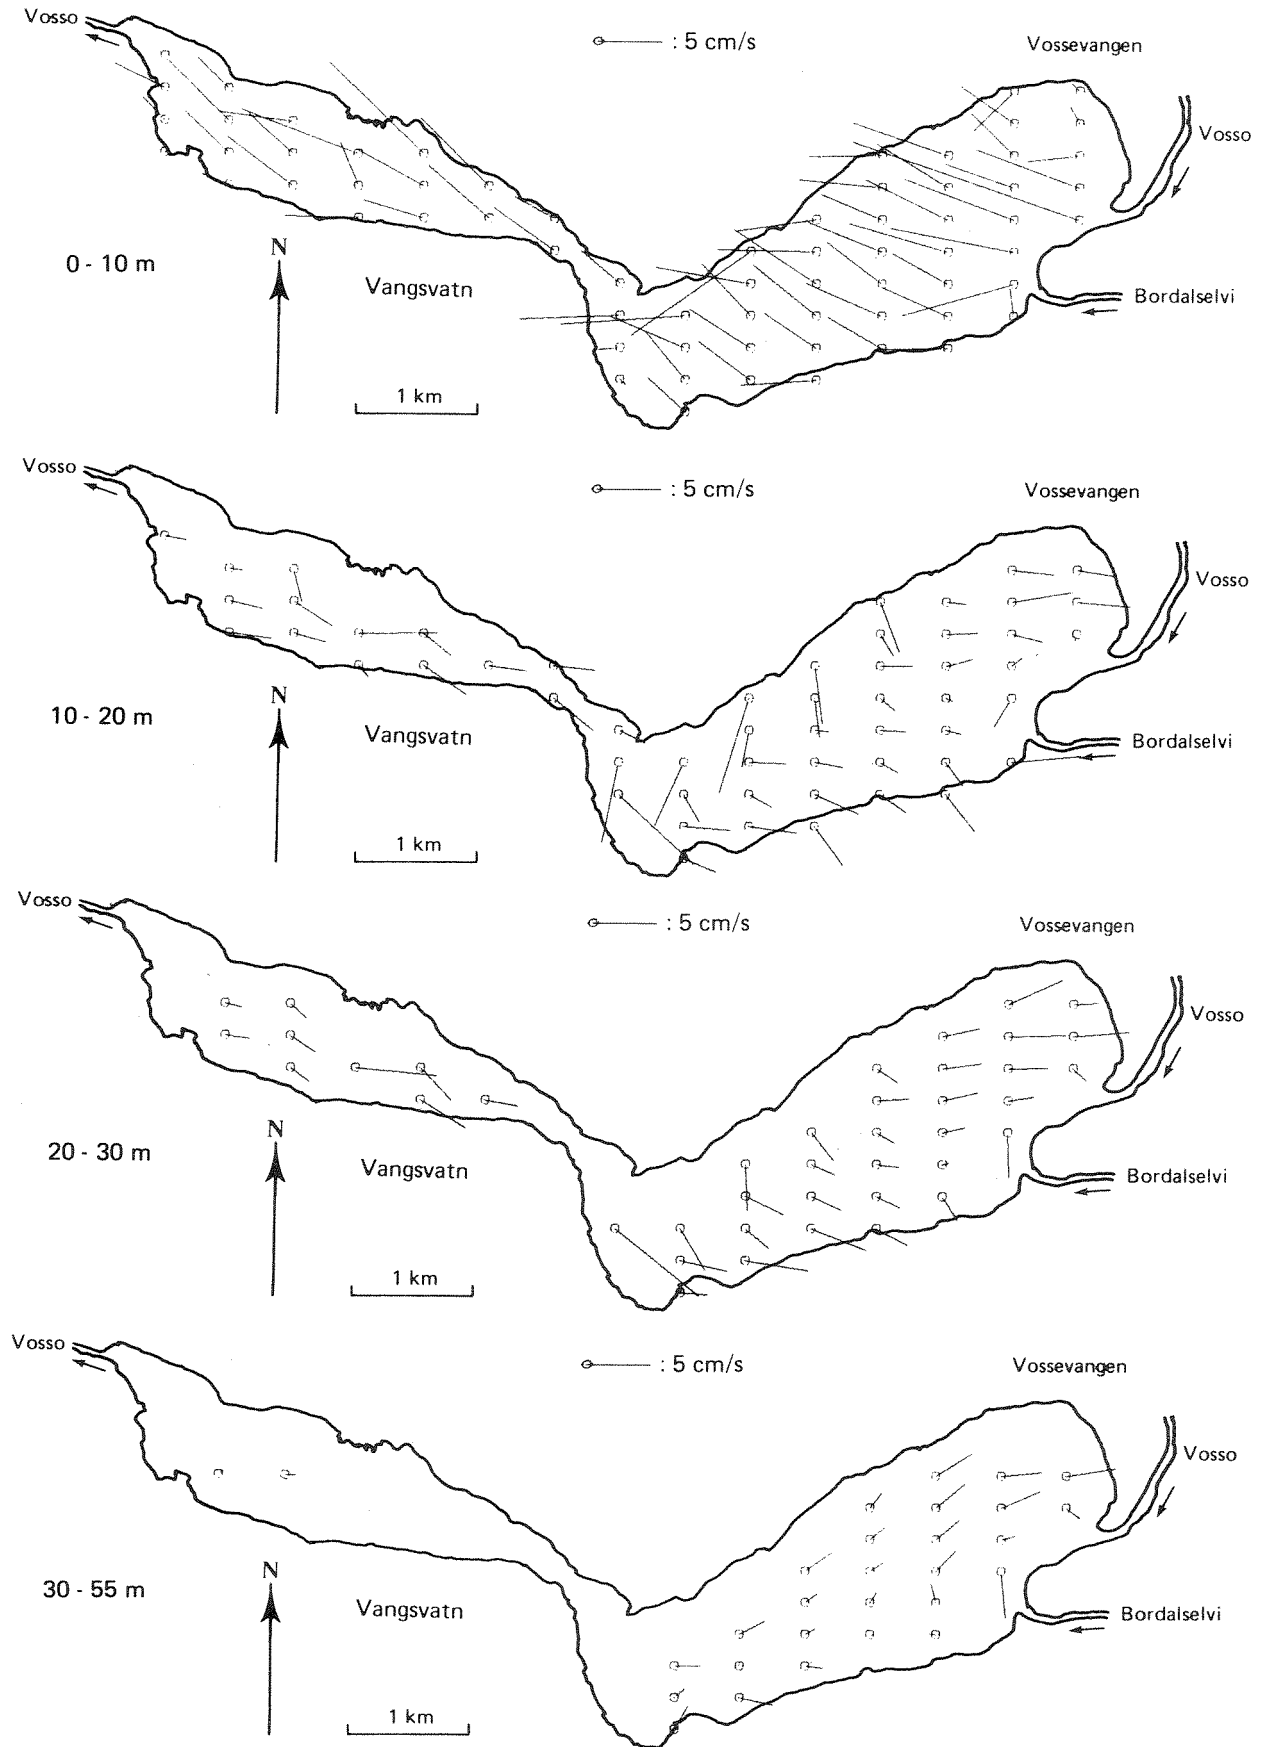 Vosso
: 5 cm/s
Vossevangen
Vosso
N
0 - 10 m
Vangsvatn
Bordalselvi
1 km
Vosso
: 5 cm/s
Vossevangen
Vosso
N
10 - 20 m
Vangsvatn
Bordalselvi
1 km
Vosso
: 5 cm/s
Vossevangen
Vosso
N
20 - 30 m
Vangsvatn
Bordalselvi
1 km
Vosso
: 5 cm/s
Vossevangen
Vosso
N
30 - 55 m
Vangsvatn
Bordalselvi
1 km